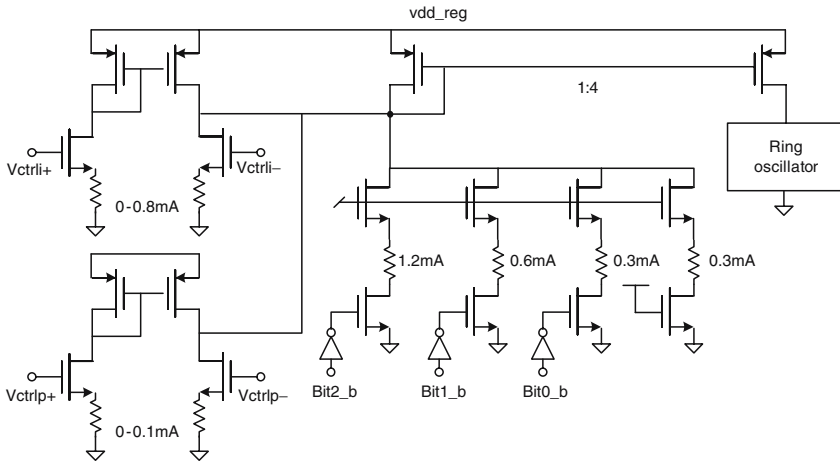 vdd_reg
1:4
Vctrli+
Vctrli−
Ring
oscillator
0-0.8mA
1.2mA
0.6mA
0.3mA
0.3mA
Vctrlp+
Vctrlp−
Bit2_b
Bit1_b
Bit0_b
0-0.1mA